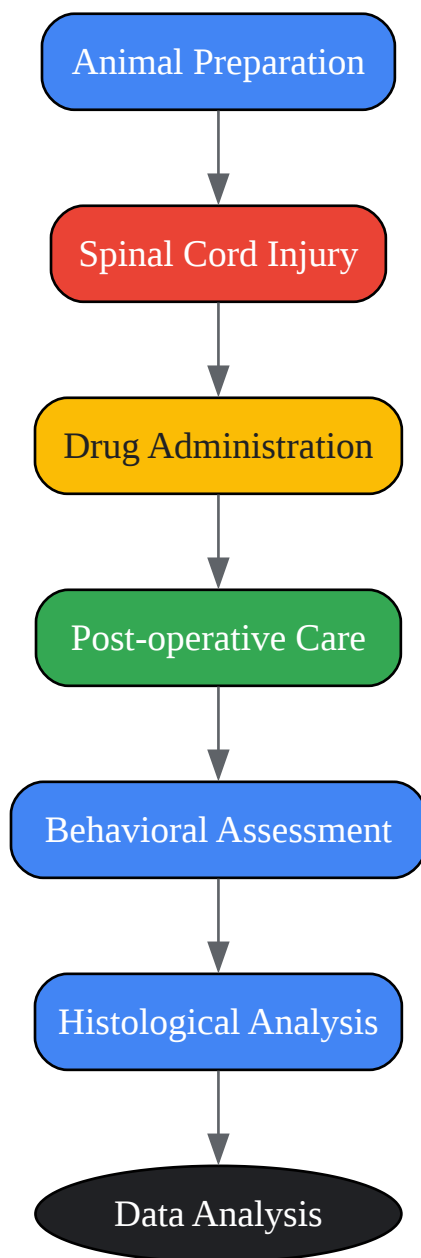 Animal Preparation
Spinal Cord Injury
Drug Administration
Post-operative Care
Behavioral Assessment
Histological Analysis
Data Analysis